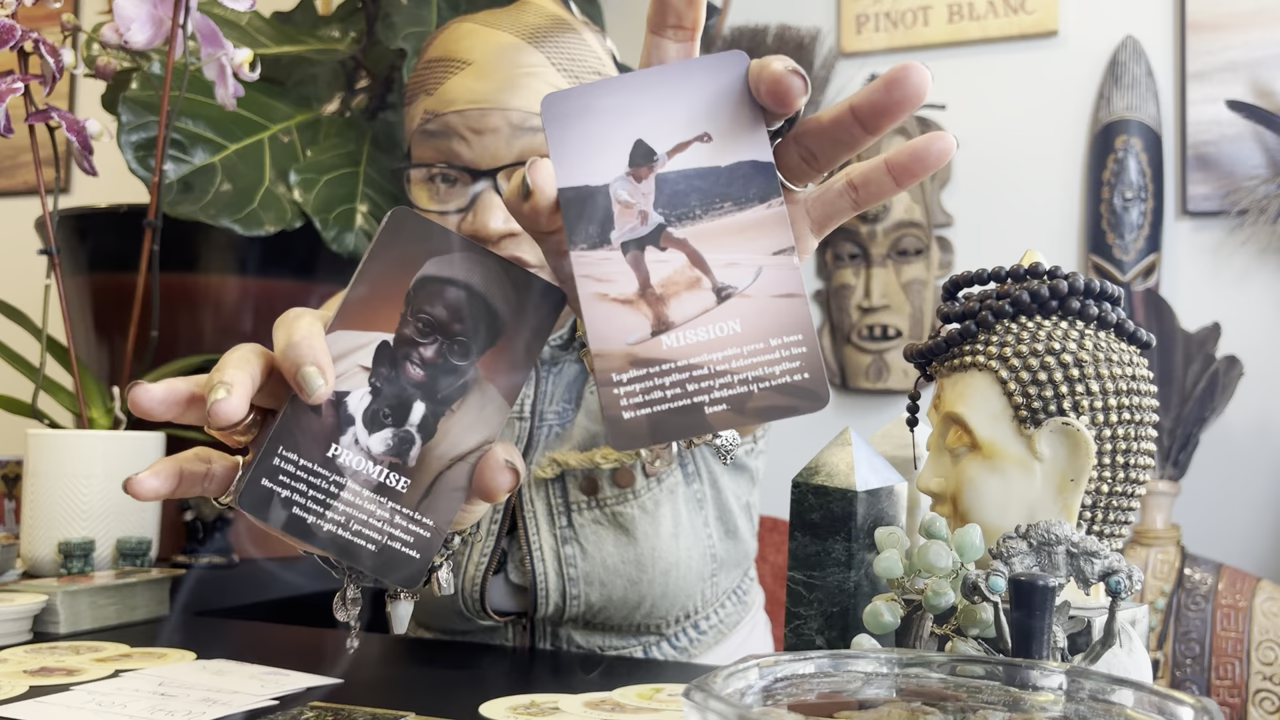 PINOT BLANC
MISSION
Together we are an unstoppable force. We have
a purpose together and I am determined to live
it out with you. We are just perfect together
We can overcome any obstacles if we work as a
team.
PROMISE
I wish you knew just how special you are to me.
It kills me not to be able to tell you. You amaze
me with your compassion and kindness
through this time apart. I promise I will make
things right between us.